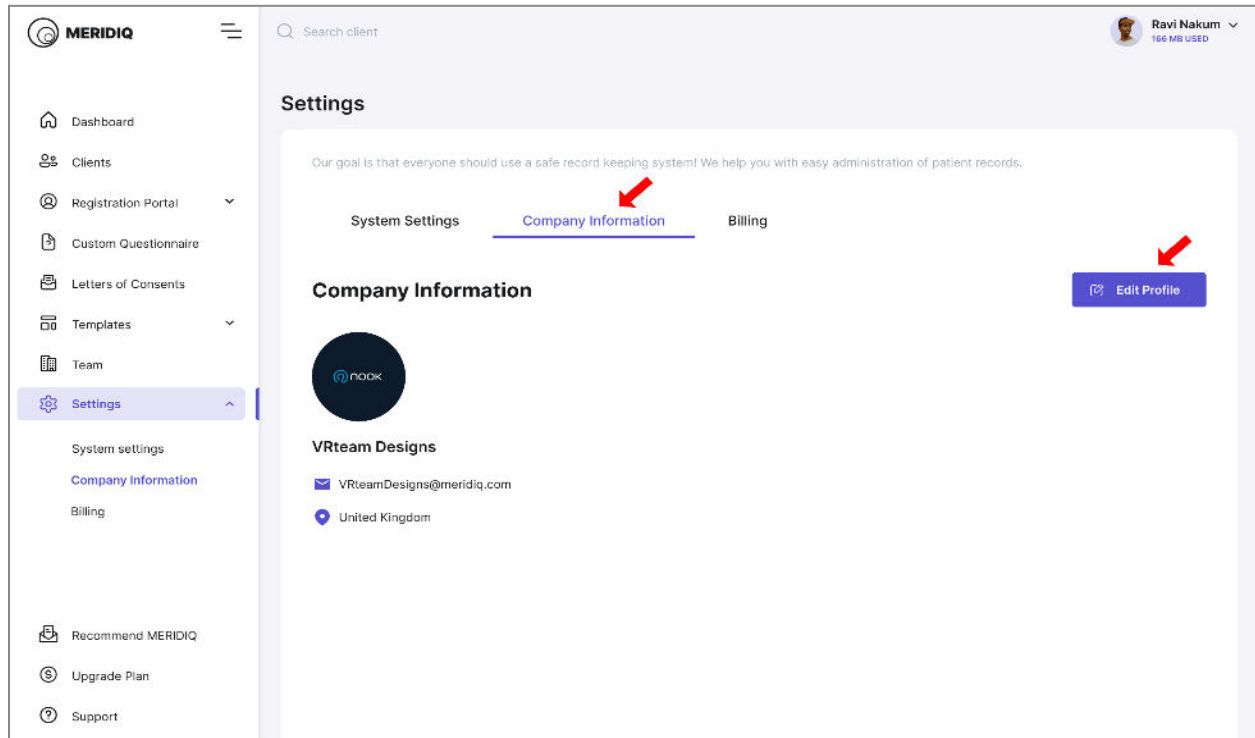 MERIDIQ
Search client
Ravi Nakum
166 MB USED
Settings
Dashboard
Clients
Registration Portal
Custom Questionnaire
Letters of Consents
Templates
Team
Settings
System settings
Company Information
Billing
Recommend MERIDIQ
Upgrade Plan
Support
Our goal is that everyone should use a safe record keeping system! We help you with easy administration of patient records.
System Settings Company Information Billing
Company Information
Edit Profile
nook
VRteam Designs
VRteamDesigns@meridiq.com
United Kingdom